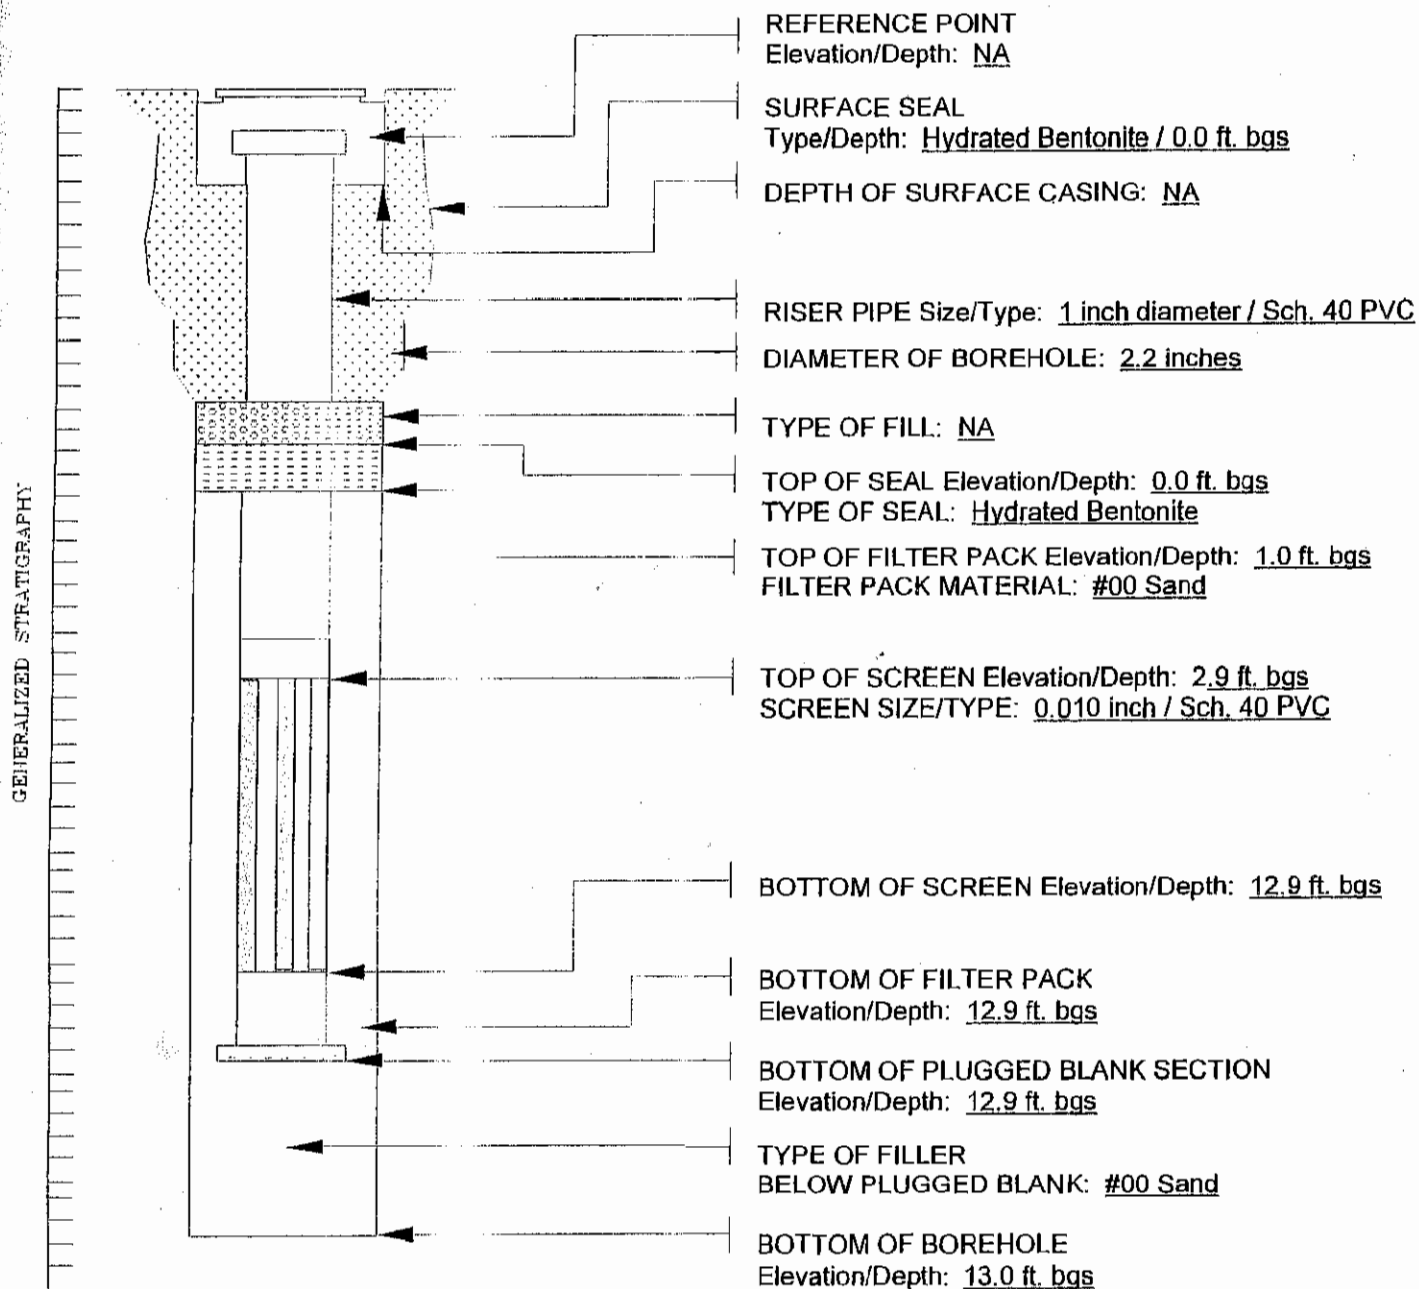 REFERENCE POINT
Elevation/Depth: NA
SURFACE SEAL
Type/Depth: Hydrated Bentonite / 0.0 ft. bgs
DEPTH OF SURFACE CASING: NA
RISER PIPE Size/Type: 1 inch diameter / Sch. 40 PVC
DIAMETER OF BOREHOLE: 2.2 inches
TYPE OF FILL: NA
TOP OF SEAL Elevation/Depth: 0.0 ft. bgs
TYPE OF SEAL: Hydrated Bentonite
TOP OF FILTER PACK Elevation/Depth: 1.0 ft. bgs
FILTER PACK MATERIAL: #00 Sand
GENERALIZED STRATIGRAPHY
TOP OF SCREEN Elevation/Depth: 2.9 ft. bgs
SCREEN SIZE/TYPE: 0.010 inch / Sch. 40 PVC
BOTTOM OF SCREEN Elevation/Depth: 12.9 ft. bgs
BOTTOM OF FILTER PACK
Elevation/Depth: 12.9 ft. bgs
BOTTOM OF PLUGGED BLANK SECTION
Elevation/Depth: 12.9 ft. bgs
TYPE OF FILLER
BELOW PLUGGED BLANK: #00 Sand
BOTTOM OF BOREHOLE
Elevation/Depth: 13.0 ft. bgs